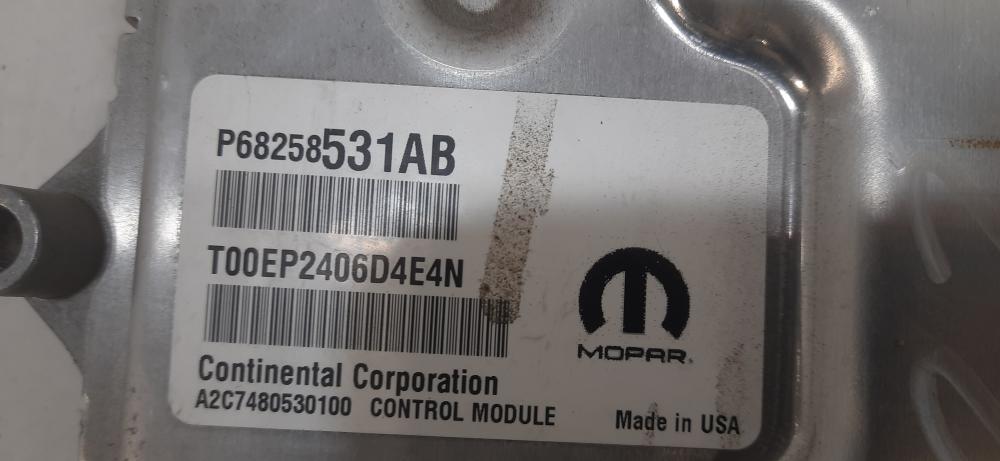 P68258531AB
T00EP2406D4E4N
MOPAR®
Continental Corporation
A2C7480530100 CONTROL MODULE
Made in USA